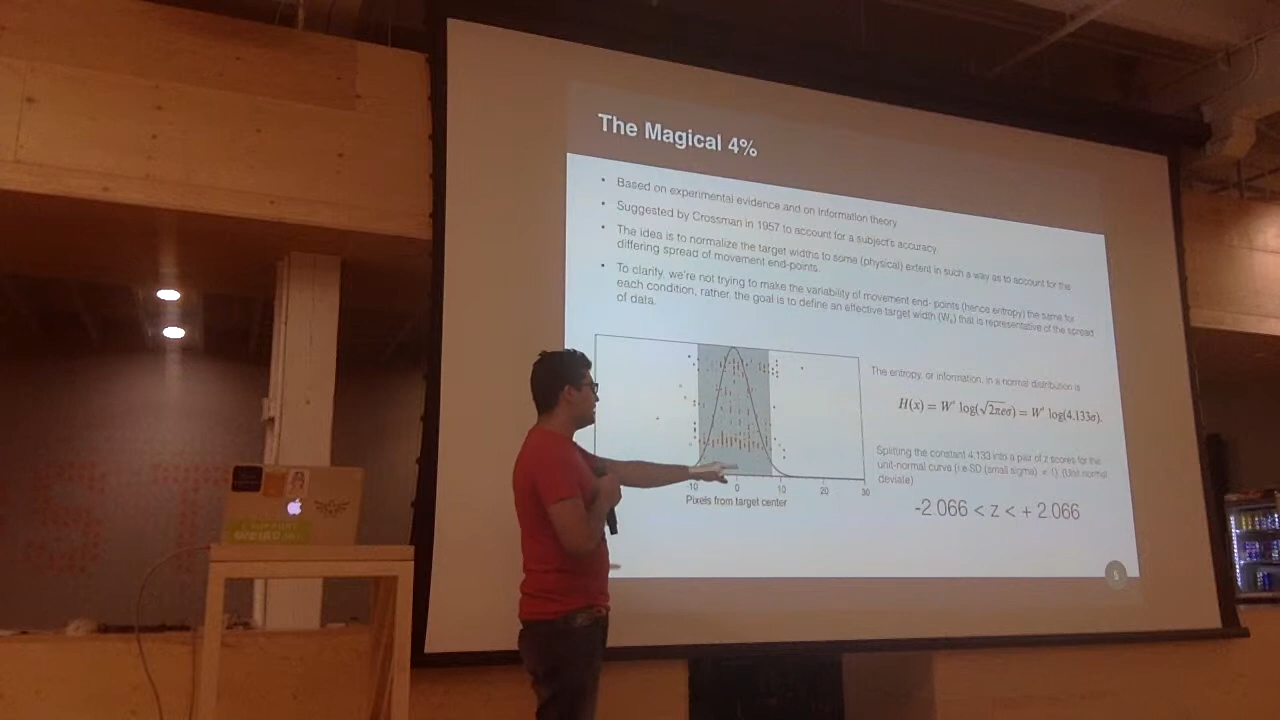 The Magical 4%
• Based on experimental evidence and on Information theory
• Suggested by Crossman in 1957 to account for a subject's accuracy.
• The idea is to normalize the target widths to some (physical) extent in such a way as to account for the
differing spread of movement end-points.
• To clarify, we're not trying to make the variability of movement end- points (hence entropy) the same for
each condition, rather, the goal is to define an effective target width (Wₑ) that is representative of the spread
of data.
The entropy, or information, in a normal distribution is
H(x) = W' log(√2πeσ) = W' log(4.133σ).
Splitting the constant 4.133 into a pair of z scores for the
unit-normal curve (i.e SD (small sigma) = 1). (Unit normal
deviate)
-2.066 < z < + 2.066
-10 0 10 20 30
Pixels from target center
5